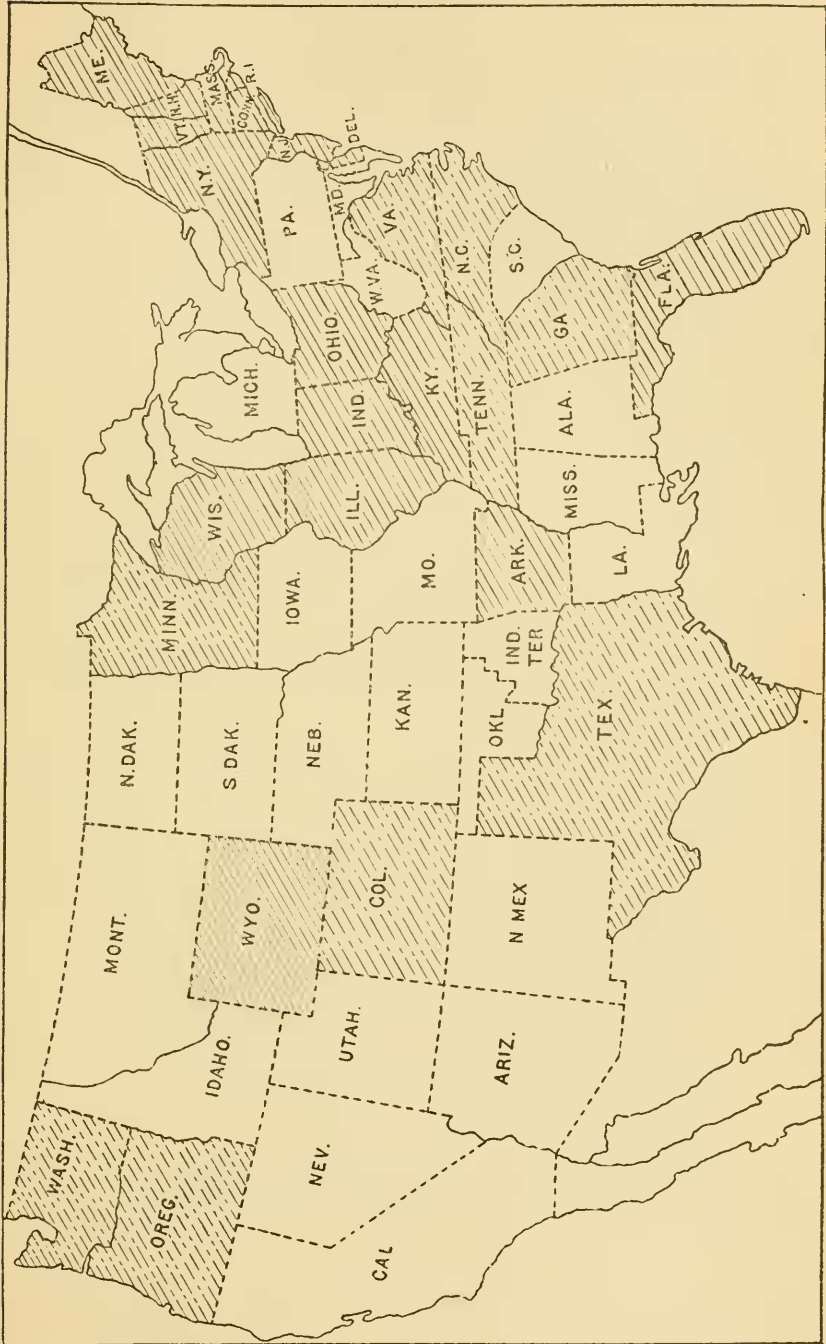 WASH.
OREG.
CAL
NEV.
IDAHO.
MONT.
WYO.
UTAH.
ARIZ.
COL.
N MEX
N.DAK.
S DAK.
NEB.
KAN.
OKL
IND.
TER
TEX.
MINN
IOWA.
MO.
ARK.
LA.
WIS.
ILL.
MICH.
IND.
OHIO.
KY.
TENN.
MISS.
ALA.
GA
FLA.
S.C.
N.C.
VA.
W.VA.
MD.
DEL.
PA.
N.J
N.Y.
CONN.
R.I
MASS.
VT.
N.H.
ME.